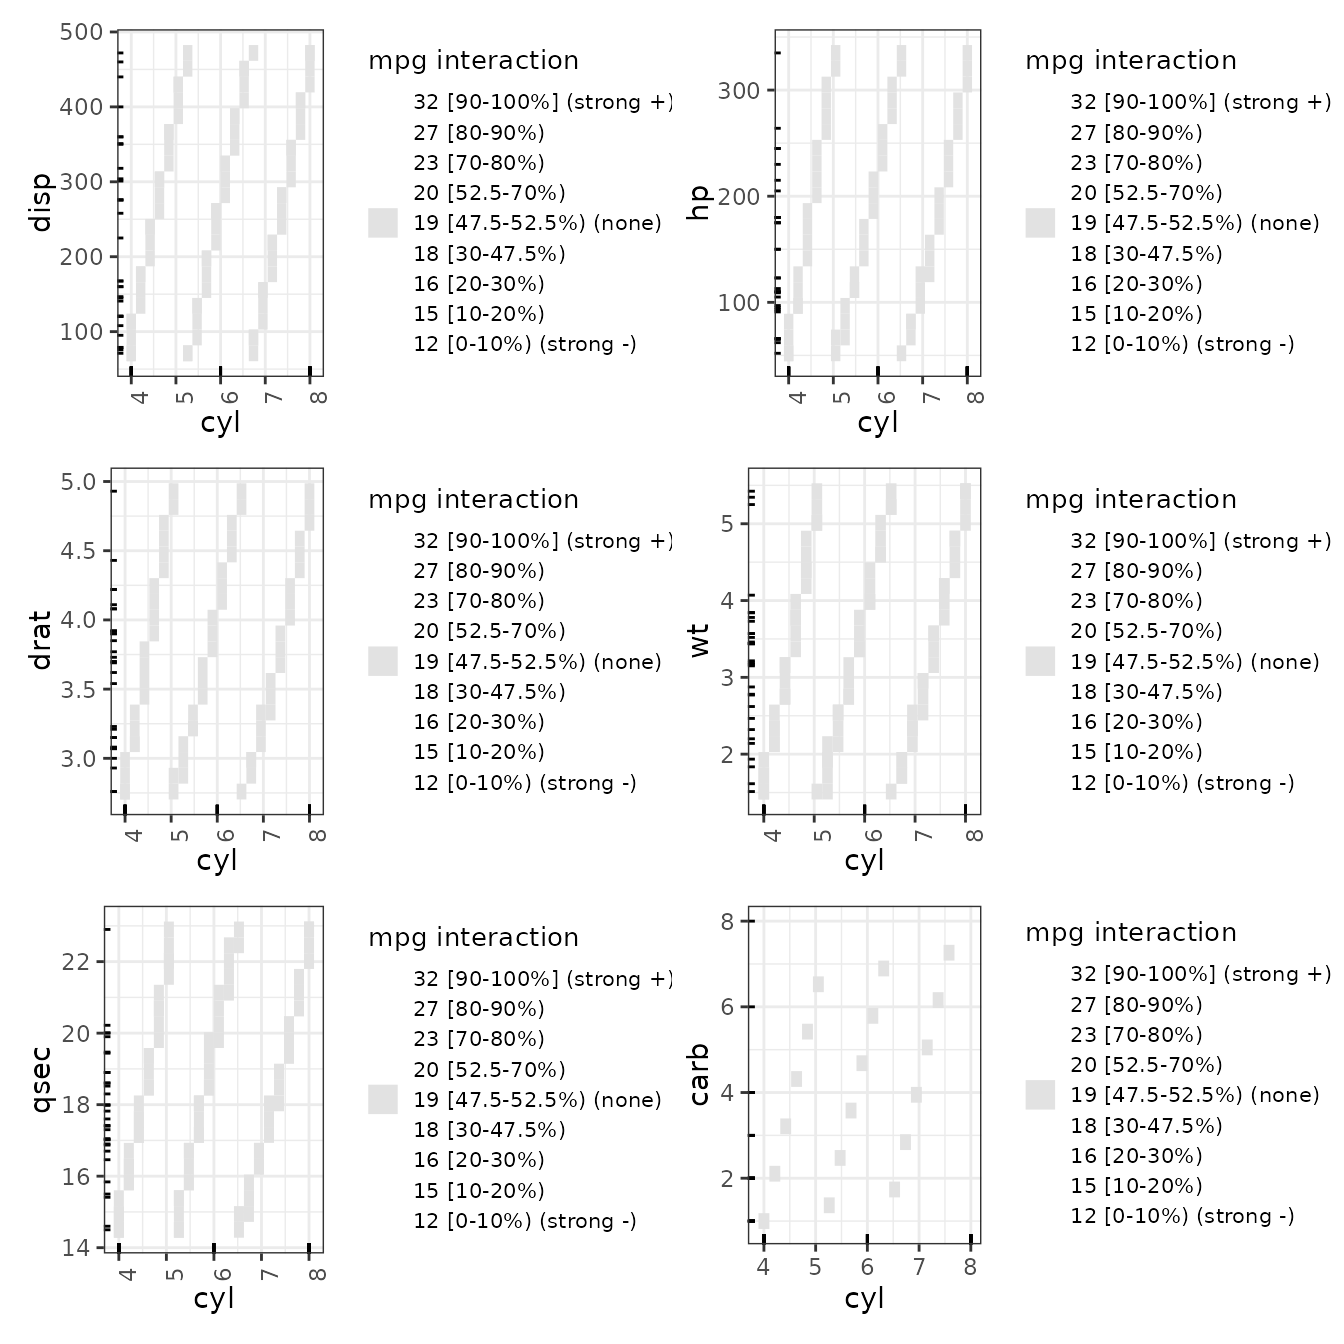 500
400
300
200
100
disp
4
5
6
7
8
cyl
mpg interaction
32 [90-100%] (strong +)
27 [80-90%)
23 [70-80%)
20 [52.5-70%)
19 [47.5-52.5%) (none)
18 [30-47.5%)
16 [20-30%)
15 [10-20%)
12 [0-10%) (strong -)
300
200
100
hp
4
5
6
7
8
cyl
mpg interaction
32 [90-100%] (strong +)
27 [80-90%)
23 [70-80%)
20 [52.5-70%)
19 [47.5-52.5%) (none)
18 [30-47.5%)
16 [20-30%)
15 [10-20%)
12 [0-10%) (strong -)
5.0
4.5
4.0
3.5
3.0
drat
4
5
6
7
8
cyl
mpg interaction
32 [90-100%] (strong +)
27 [80-90%)
23 [70-80%)
20 [52.5-70%)
19 [47.5-52.5%) (none)
18 [30-47.5%)
16 [20-30%)
15 [10-20%)
12 [0-10%) (strong -)
5
4
3
2
wt
4
5
6
7
8
cyl
mpg interaction
32 [90-100%] (strong +)
27 [80-90%)
23 [70-80%)
20 [52.5-70%)
19 [47.5-52.5%) (none)
18 [30-47.5%)
16 [20-30%)
15 [10-20%)
12 [0-10%) (strong -)
22
20
18
16
14
qsec
4
5
6
7
8
cyl
mpg interaction
32 [90-100%] (strong +)
27 [80-90%)
23 [70-80%)
20 [52.5-70%)
19 [47.5-52.5%) (none)
18 [30-47.5%)
16 [20-30%)
15 [10-20%)
12 [0-10%) (strong -)
8
6
4
2
carb
4 5 6 7 8
cyl
mpg interaction
32 [90-100%] (strong +)
27 [80-90%)
23 [70-80%)
20 [52.5-70%)
19 [47.5-52.5%) (none)
18 [30-47.5%)
16 [20-30%)
15 [10-20%)
12 [0-10%) (strong -)